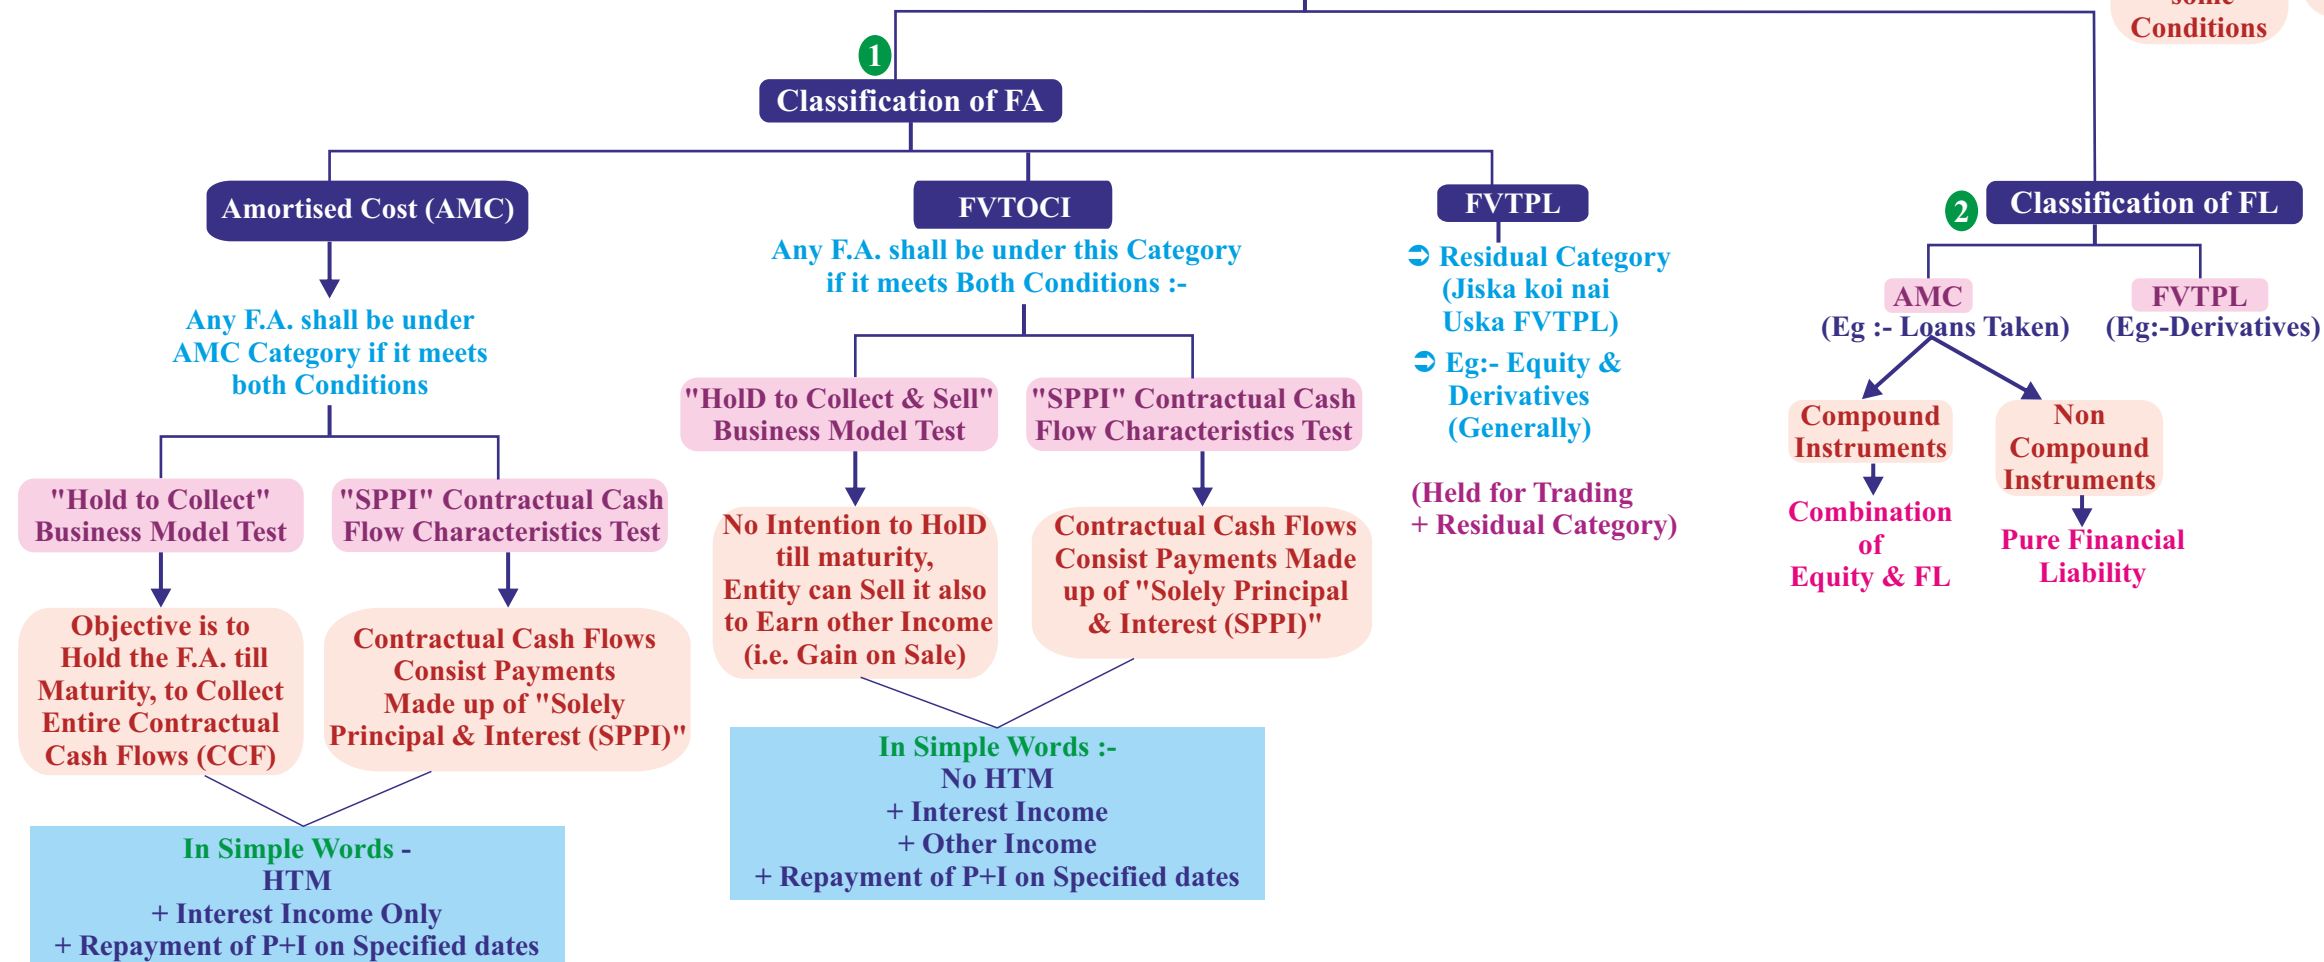 some
Conditions
1
Classification of FA
Amortised Cost (AMC)
Any F.A. shall be under
AMC Category if it meets
both Conditions
"Hold to Collect"
Business Model Test
Objective is to
Hold the F.A. till
Maturity, to Collect
Entire Contractual
Cash Flows (CCF)
"SPPI" Contractual Cash
Flow Characteristics Test
Contractual Cash Flows
Consist Payments
Made up of "Solely
Principal & Interest (SPPI)"
In Simple Words -
HTM
+ Interest Income Only
+ Repayment of P+I on Specified dates
FVTOCI
Any F.A. shall be under this Category
if it meets Both Conditions :-
"HolD to Collect & Sell"
Business Model Test
No Intention to HolD
till maturity,
Entity can Sell it also
to Earn other Income
(i.e. Gain on Sale)
"SPPI" Contractual Cash
Flow Characteristics Test
Contractual Cash Flows
Consist Payments Made
up of "Solely Principal
& Interest (SPPI)"
In Simple Words :-
No HTM
+ Interest Income
+ Other Income
+ Repayment of P+I on Specified dates
FVTPL
➲ Residual Category
(Jiska koi nai
Uska FVTPL)
➲ Eg:- Equity &
Derivatives
(Generally)
(Held for Trading
+ Residual Category)
2
Classification of FL
AMC
(Eg :- Loans Taken)
Compound
Instruments
Combination
of
Equity & FL
Non
Compound
Instruments
Pure Financial
Liability
FVTPL
(Eg:-Derivatives)